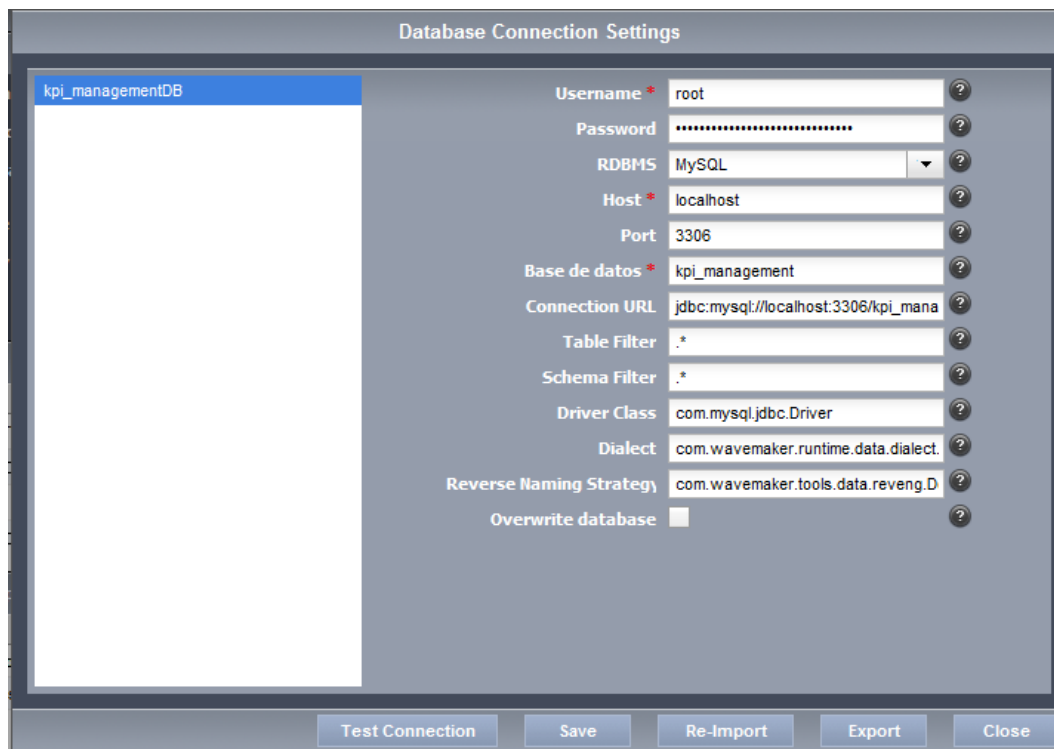 Database Connection Settings
kpi_managementDB
Username * root
Password ••••••••••••••••••••••••••••••
RDBMS MySQL
Host * localhost
Port 3306
Base de datos * kpi_management
Connection URL jdbc:mysql://localhost:3306/kpi_mana
Table Filter .*
Schema Filter .*
Driver Class com.mysql.jdbc.Driver
Dialect com.wavemaker.runtime.data.dialect.
Reverse Naming Strategy com.wavemaker.tools.data.reveng.D
Overwrite database
Test Connection Save Re-Import Export Close